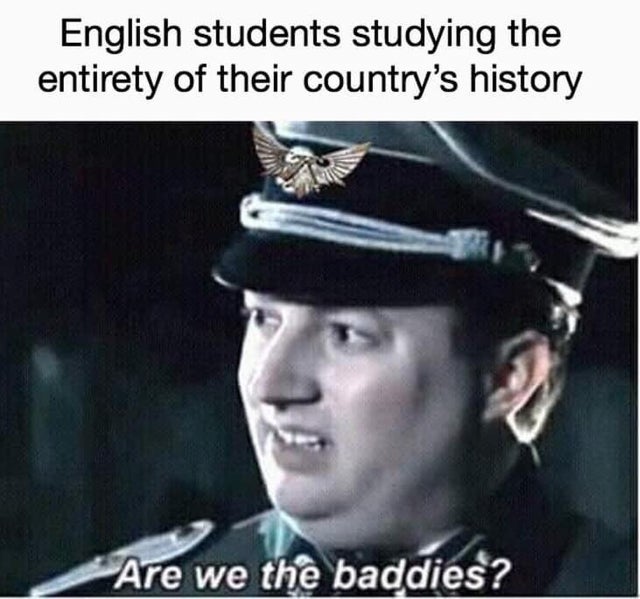 English students studying the
entirety of their country’s history
Are we the baddies?